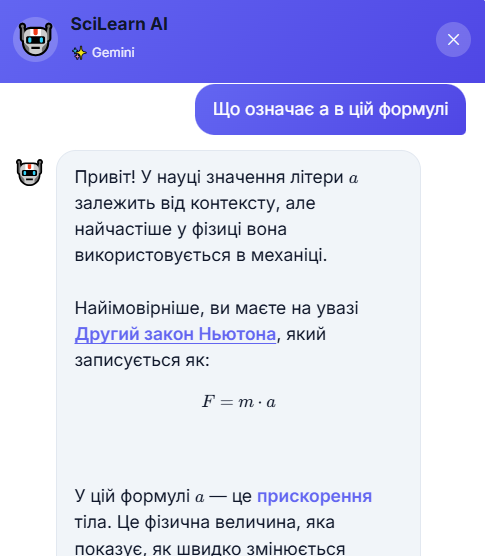 SciLearn AI
✨ Gemini
Що означає a в цій формулі
Привіт! У науці значення літери a
залежить від контексту, але
найчастіше у фізиці вона
використовується в механіці.
Найімовірніше, ви маєте на увазі
Другий закон Ньютона, який
записується як:
F = m · a
У цій формулі a — це прискорення
тіла. Це фізична величина, яка
показує, як швидко змінюється